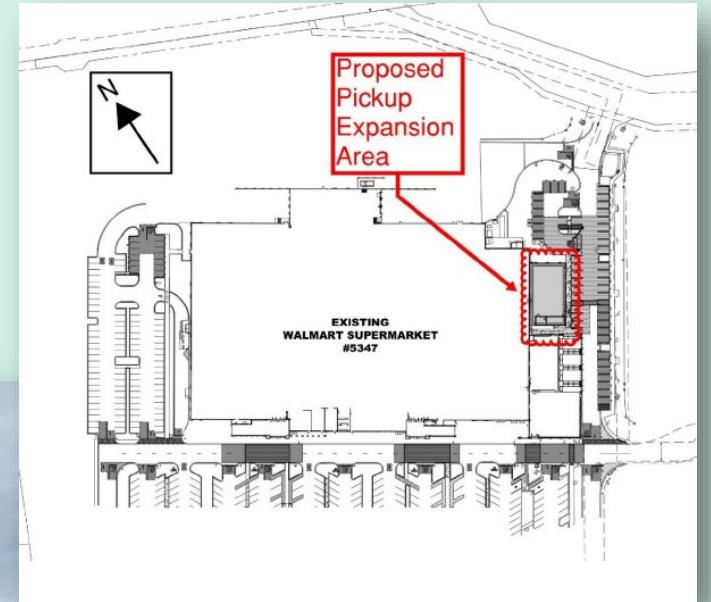 N
Proposed
Pickup
Expansion
Area
EXISTING
WALMART SUPERMARKET
#5347